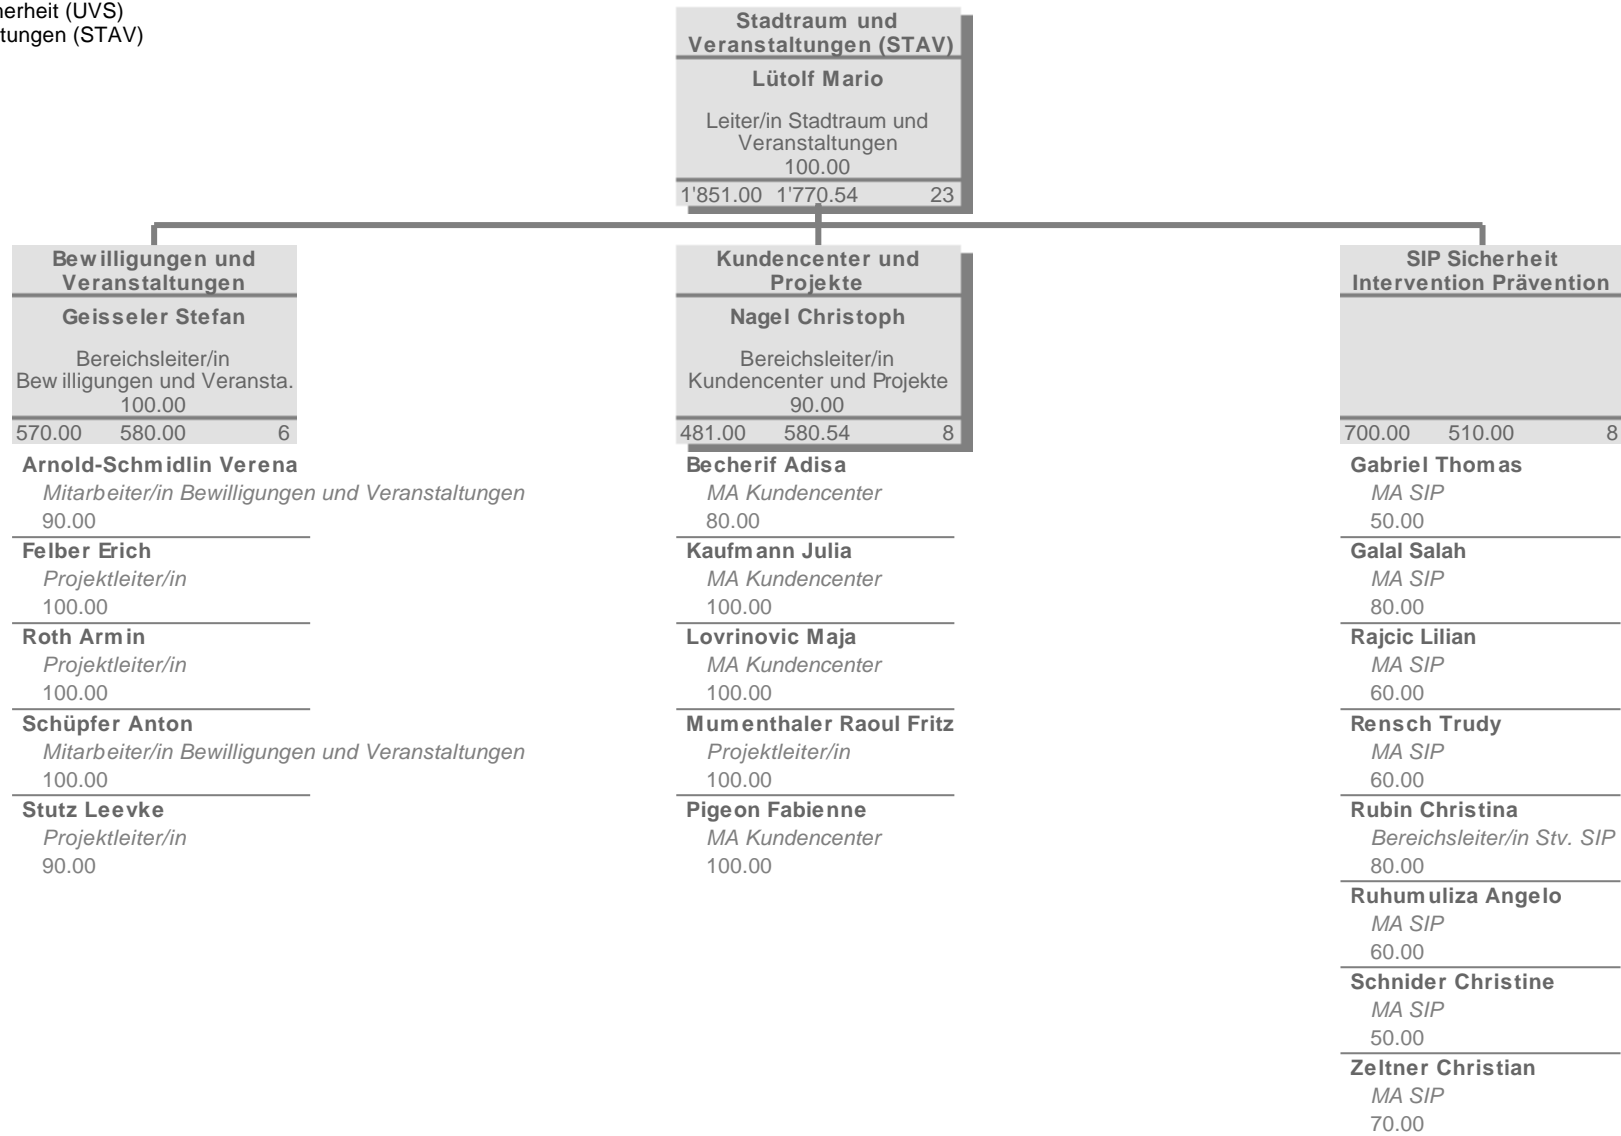 herheit (UVS)
tungen (STAV)
Stadtraum und
Veranstaltungen (STAV)
Lütolf Mario
Leiter/in Stadtraum und
Veranstaltungen
100.00
1'851.00 1'770.54 23
Bewilligungen und
Veranstaltungen
Geisseler Stefan
Bereichsleiter/in
Bewilligungen und Veransta.
100.00
570.00 580.00 6
Arnold-Schmidlin Verena
Mitarbeiter/in Bewilligungen und Veranstaltungen
90.00
Felber Erich
Projektleiter/in
100.00
Roth Armin
Projektleiter/in
100.00
Schüpfer Anton
Mitarbeiter/in Bewilligungen und Veranstaltungen
100.00
Stutz Leevke
Projektleiter/in
90.00
Kundencenter und
Projekte
Nagel Christoph
Bereichsleiter/in
Kundencenter und Projekte
90.00
481.00 580.54 8
Becherif Adisa
MA Kundencenter
80.00
Kaufmann Julia
MA Kundencenter
100.00
Lovrinovic Maja
MA Kundencenter
100.00
Mumenthaler Raoul Fritz
Projektleiter/in
100.00
Pigeon Fabienne
MA Kundencenter
100.00
SIP Sicherheit
Intervention Prävention
700.00 510.00 8
Gabriel Thomas
MA SIP
50.00
Galal Salah
MA SIP
80.00
Rajcic Lilian
MA SIP
60.00
Rensch Trudy
MA SIP
60.00
Rubin Christina
Bereichsleiter/in Stv. SIP
80.00
Ruhumuliza Angelo
MA SIP
60.00
Schnider Christine
MA SIP
50.00
Zeltner Christian
MA SIP
70.00